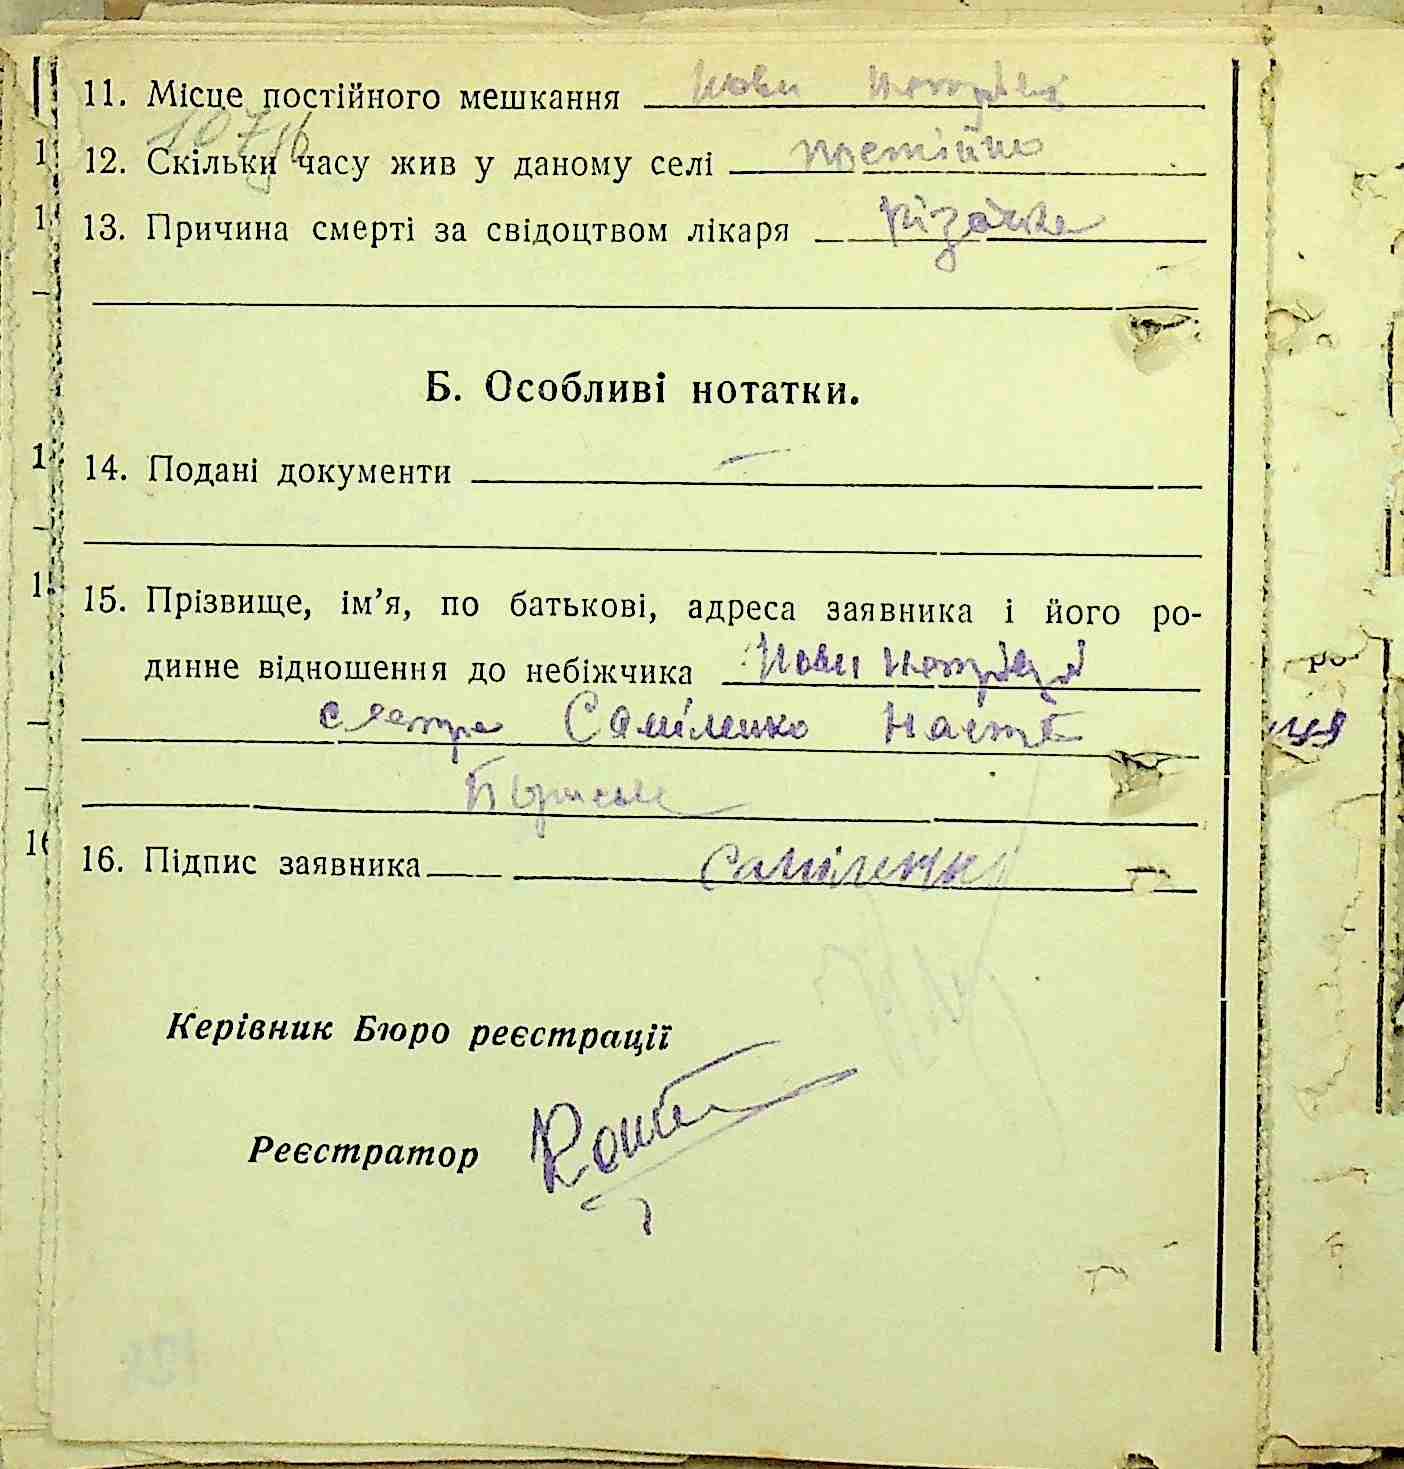 11. Місце постійного мешкання Нови Петрівці
12. Скільки часу жив у даному селі постійно
13. Причина смерті за свідоцтвом лікаря
Б. Особливі нотатки.
14. Подані документи —
15. Прізвище, ім’я, по батькові, адреса заявника і його ро-
динне відношення до небіжчика Нови Петрівці
сестра Саміленко Настя
16. Підпис заявника Саміленко
Керівник Бюро реєстрації
Реєстратор